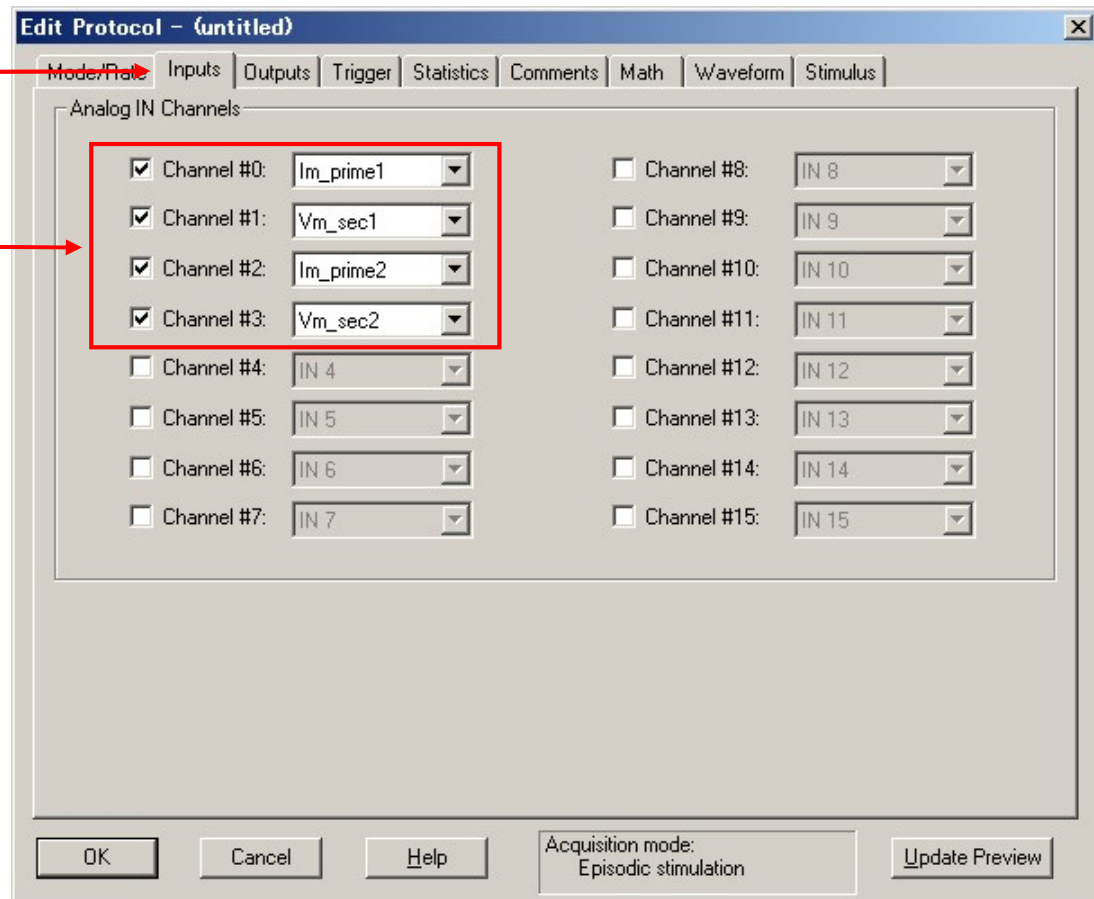 Edit Protocol - (untitled)
Mode/Rate Inputs Outputs Trigger Statistics Comments Math Waveform Stimulus
Analog IN Channels
Channel #0: Im_prime1
Channel #1: Vm_sec1
Channel #2: Im_prime2
Channel #3: Vm_sec2
Channel #4: IN 4
Channel #5: IN 5
Channel #6: IN 6
Channel #7: IN 7
Channel #8: IN 8
Channel #9: IN 9
Channel #10: IN 10
Channel #11: IN 11
Channel #12: IN 12
Channel #13: IN 13
Channel #14: IN 14
Channel #15: IN 15
OK Cancel Help
Acquisition mode:
Episodic stimulation
Update Preview